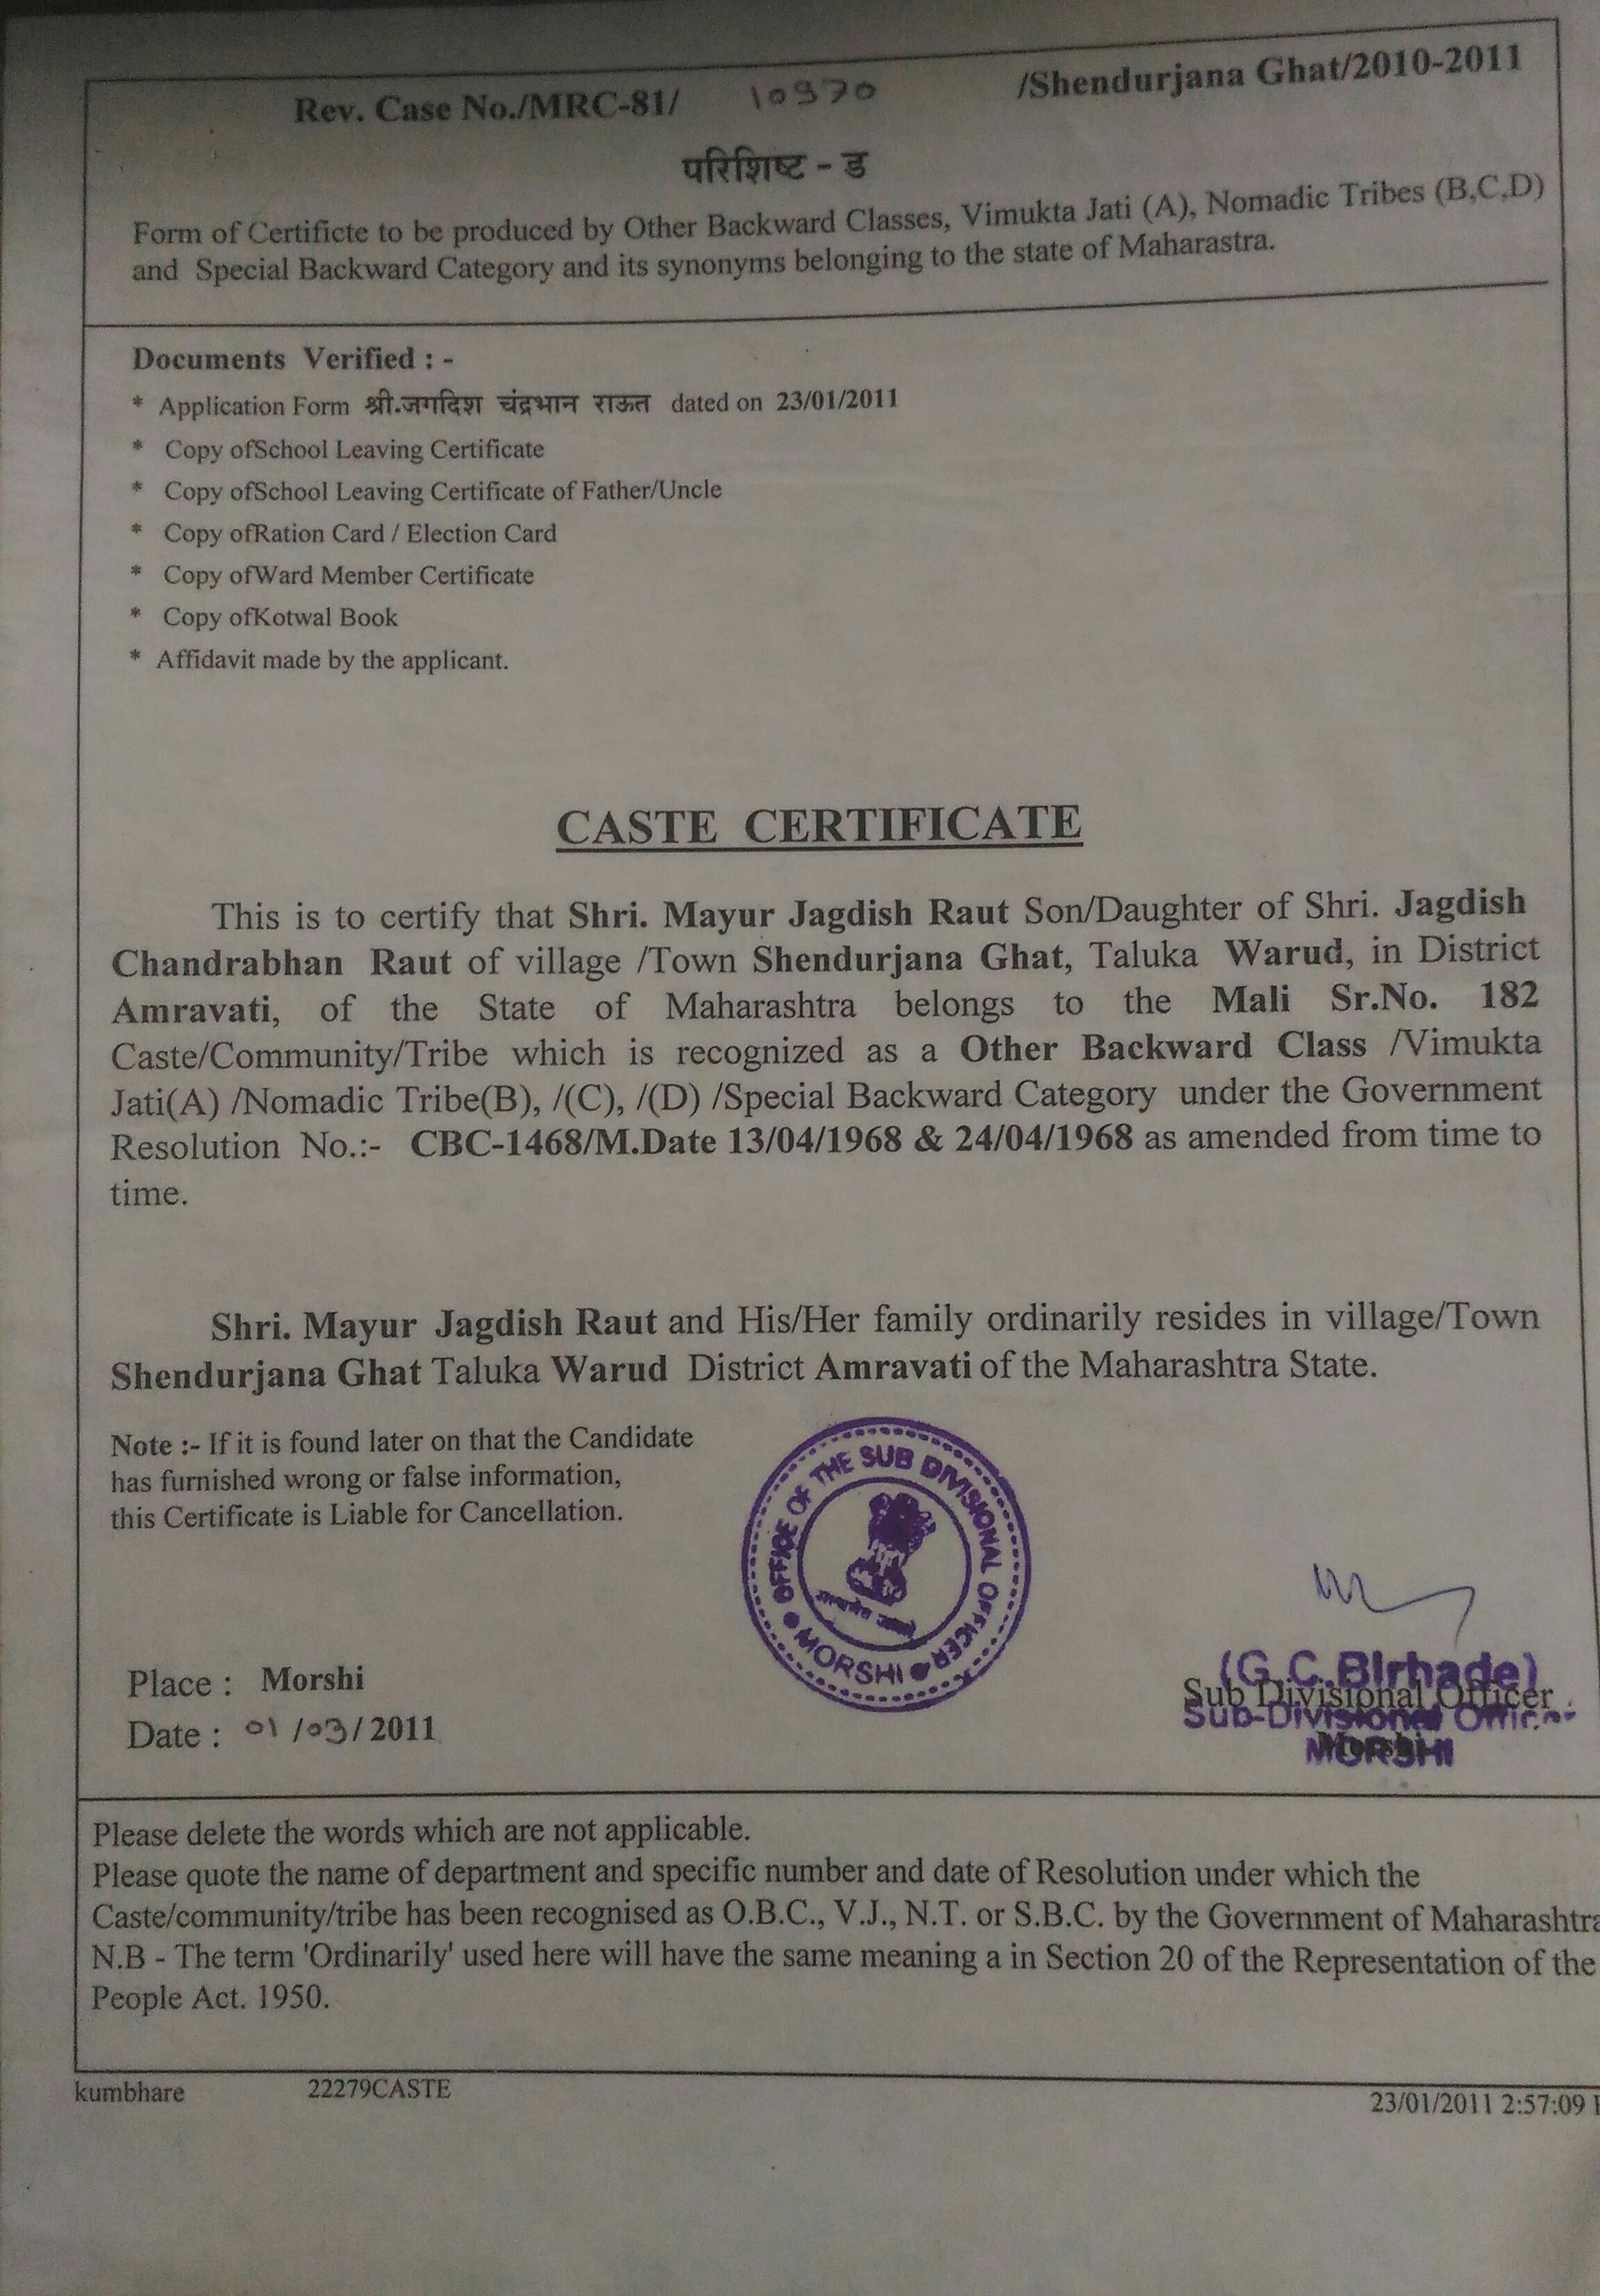 Rev. Case No./MRC-81/ 10970 /Shendurjana Ghat/2010-2011
परिशिष्ट - ड
Form of Certificte to be produced by Other Backward Classes, Vimukta Jati (A), Nomadic Tribes (B,C,D)
and Special Backward Category and its synonyms belonging to the state of Maharastra.
Documents Verified : -
* Application Form श्री.जगदिश चंद्रभान राऊत dated on 23/01/2011
* Copy ofSchool Leaving Certificate
* Copy ofSchool Leaving Certificate of Father/Uncle
* Copy ofRation Card / Election Card
* Copy ofWard Member Certificate
* Copy ofKotwal Book
* Affidavit made by the applicant.
CASTE CERTIFICATE
This is to certify that Shri. Mayur Jagdish Raut Son/Daughter of Shri. Jagdish
Chandrabhan Raut of village /Town Shendurjana Ghat, Taluka Warud, in District
Amravati, of the State of Maharashtra belongs to the Mali Sr.No. 182
Caste/Community/Tribe which is recognized as a Other Backward Class /Vimukta
Jati(A) /Nomadic Tribe(B), /(C), /(D) /Special Backward Category under the Government
Resolution No.:- CBC-1468/M.Date 13/04/1968 & 24/04/1968 as amended from time to
time.
Shri. Mayur Jagdish Raut and His/Her family ordinarily resides in village/Town
Shendurjana Ghat Taluka Warud District Amravati of the Maharashtra State.
Note :- If it is found later on that the Candidate
has furnished wrong or false information,
this Certificate is Liable for Cancellation.
OFFICE OF THE SUB DIVISIONAL OFFICER
MORSHI
Place : Morshi
Date : 01/03/2011
(G.C.Birhade)
Sub Divisional Officer
Sub-Divisional Officer
Morshi
MORSHI
Please delete the words which are not applicable.
Please quote the name of department and specific number and date of Resolution under which the
Caste/community/tribe has been recognised as O.B.C., V.J., N.T. or S.B.C. by the Government of Maharashtra
N.B - The term 'Ordinarily' used here will have the same meaning a in Section 20 of the Representation of the
People Act. 1950.
kumbhare 22279CASTE 23/01/2011 2:57:09